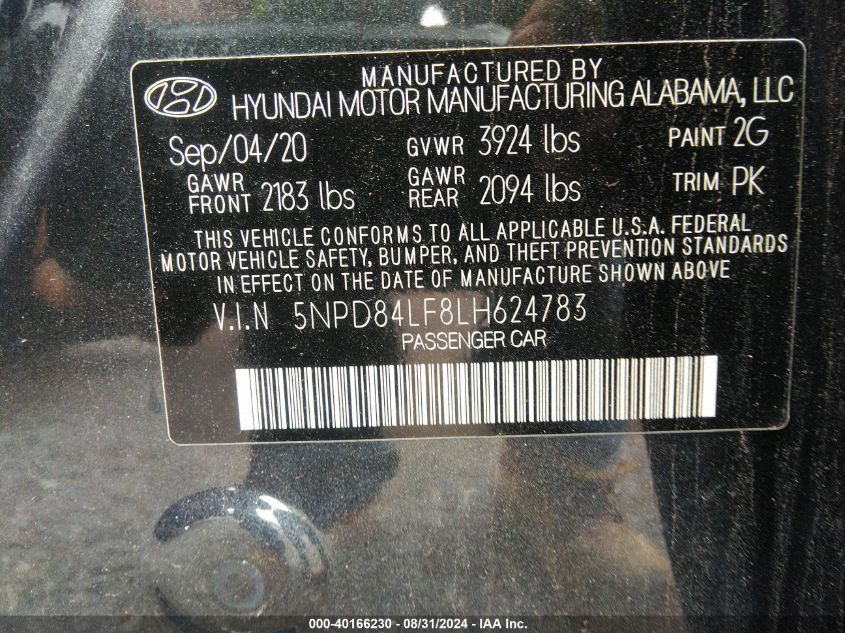 MANUFACTURED BY
HYUNDAI MOTOR MANUFACTURING ALABAMA, LLC
Sep/04/20 GVWR 3924 lbs PAINT 2G
GAWR FRONT 2183 lbs GAWR REAR 2094 lbs TRIM PK
THIS VEHICLE CONFORMS TO ALL APPLICABLE U.S.A. FEDERAL
MOTOR VEHICLE SAFETY, BUMPER, AND THEFT PREVENTION STANDARDS
IN EFFECT ON THE DATE OF MANUFACTURE SHOWN ABOVE
V.I.N 5NPD84LF8LH624783
PASSENGER CAR
000-40166230 - 08/31/2024 - IAA Inc.